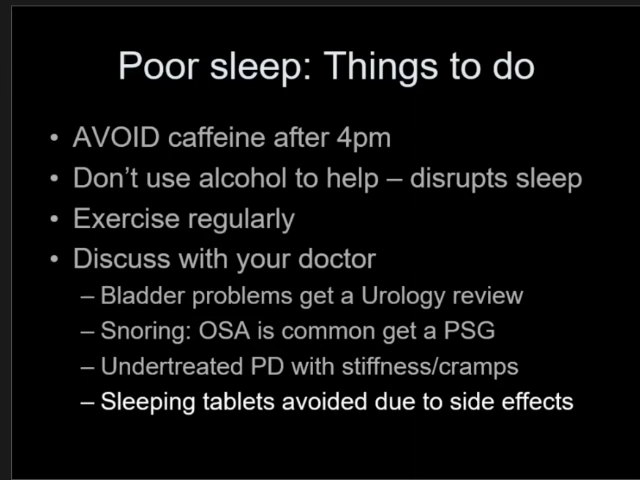 Poor sleep: Things to do
• AVOID caffeine after 4pm
• Don't use alcohol to help – disrupts sleep
• Exercise regularly
• Discuss with your doctor
– Bladder problems get a Urology review
– Snoring: OSA is common get a PSG
– Undertreated PD with stiffness/cramps
– Sleeping tablets avoided due to side effects